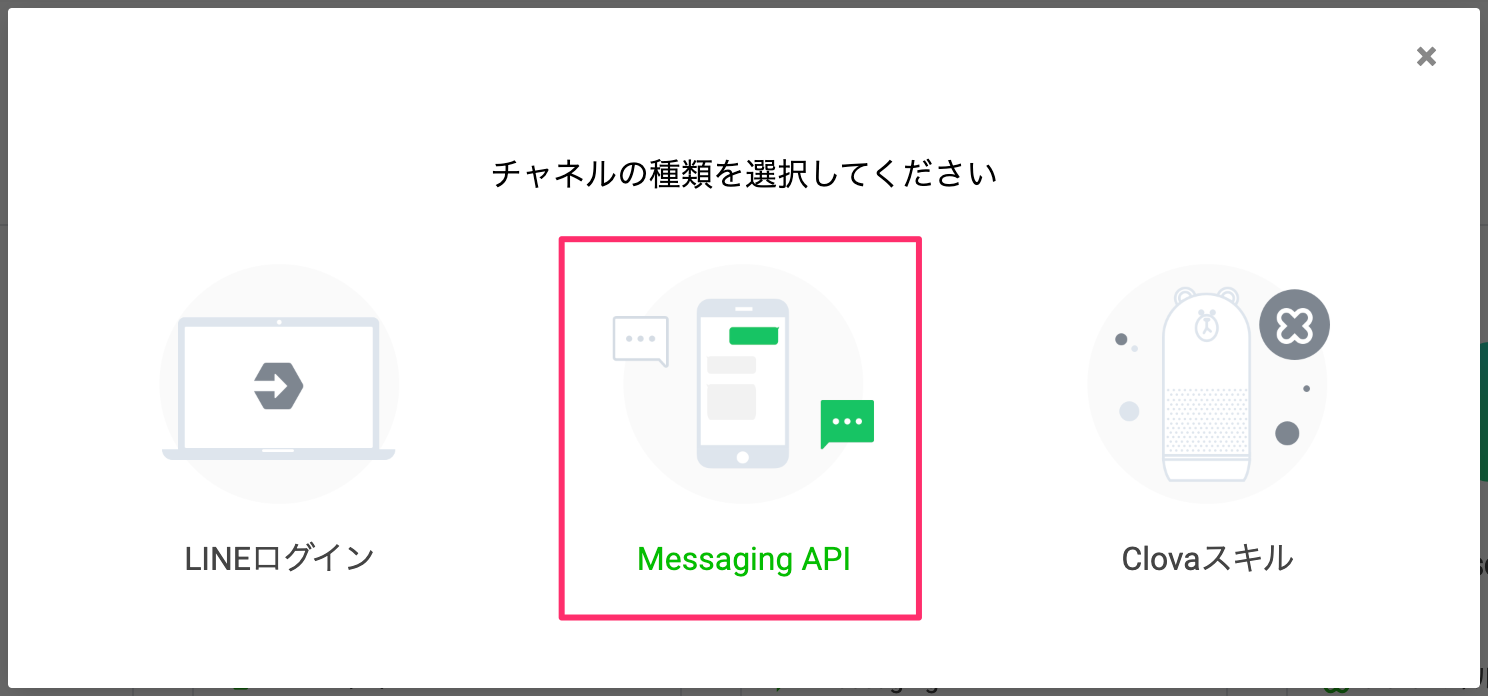 チャネルの種類を選択してください
LINEログイン
Messaging API
Clovaスキル